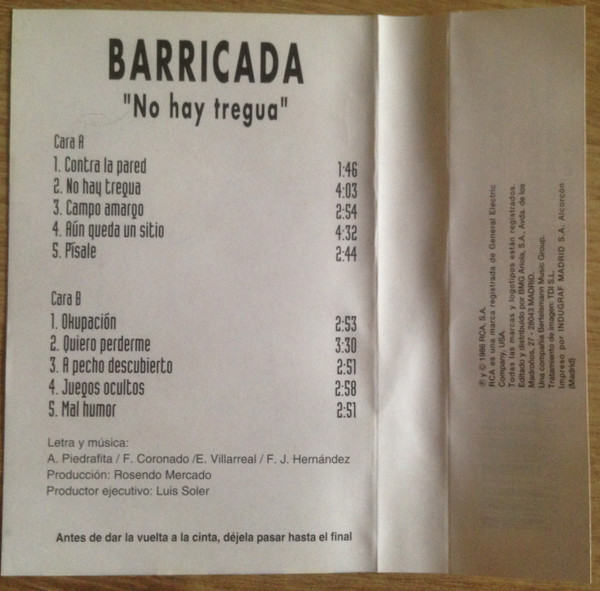 BARRICADA
"No hay tregua"
Cara A
1. Contra la pared 1:46
2. No hay tregua 4:03
3. Campo amargo 2:54
4. Aún queda un sitio 4:32
5. Písale 2:44
Cara B
1. Okupación 2:53
2. Quiero perderme 3:30
3. A pecho descubierto 2:51
4. Juegos ocultos 2:58
5. Mal humor 2:51
Letra y música:
A. Piedrafita / F. Coronado /E. Villarreal / F. J. Hernández
Producción: Rosendo Mercado
Productor ejecutivo: Luis Soler
Antes de dar la vuelta a la cinta, déjela pasar hasta el final
℗ y © 1986 RCA, S.A.
RCA es una marca registrada de General Electric
Company, USA.
Todas las marcas y logotipos están registrados.
Editado y distribuido por BMG Ariola, S.A., Avda. de los
Madroños, 27 - 28043 MADRID.
Una compañía Bertelsmann Music Group.
Tratamiento de imagen: TDI S.L.
Impreso por INDUGRAF MADRID S.A. Alcorcón
(Madrid)